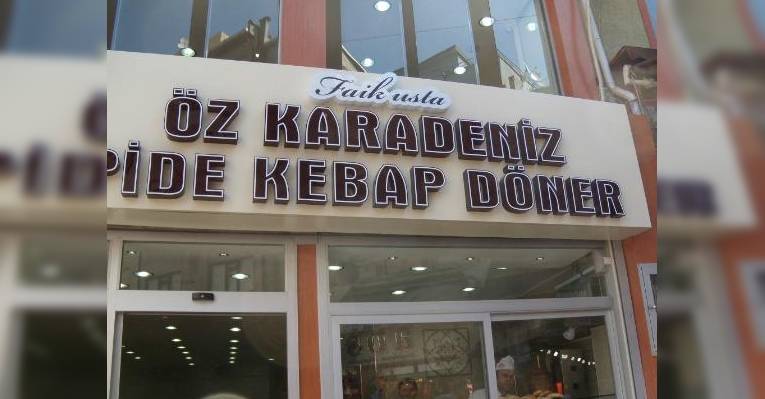 Faik usta
ÖZ KARADENİZ
PİDE KEBAP DÖNER